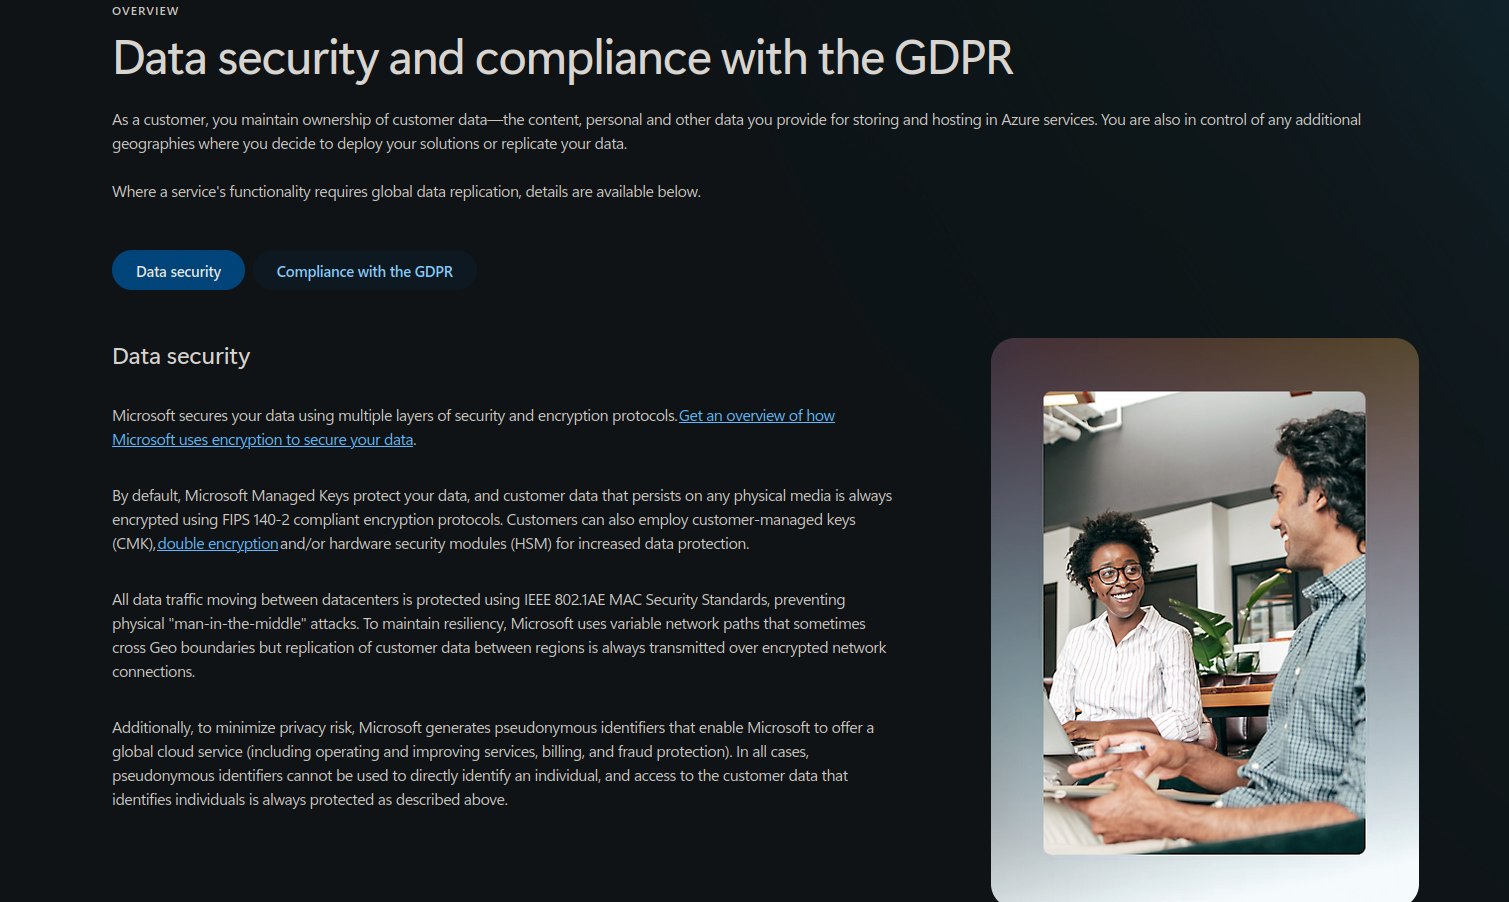 OVERVIEW
Data security and compliance with the GDPR
As a customer, you maintain ownership of customer data—the content, personal and other data you provide for storing and hosting in Azure services. You are also in control of any additional
geographies where you decide to deploy your solutions or replicate your data.
Where a service's functionality requires global data replication, details are available below.
Data security
Compliance with the GDPR
Data security
Microsoft secures your data using multiple layers of security and encryption protocols. Get an overview of how
Microsoft uses encryption to secure your data.
By default, Microsoft Managed Keys protect your data, and customer data that persists on any physical media is always
encrypted using FIPS 140-2 compliant encryption protocols. Customers can also employ customer-managed keys
(CMK), double encryption and/or hardware security modules (HSM) for increased data protection.
All data traffic moving between datacenters is protected using IEEE 802.1AE MAC Security Standards, preventing
physical "man-in-the-middle" attacks. To maintain resiliency, Microsoft uses variable network paths that sometimes
cross Geo boundaries but replication of customer data between regions is always transmitted over encrypted network
connections.
Additionally, to minimize privacy risk, Microsoft generates pseudonymous identifiers that enable Microsoft to offer a
global cloud service (including operating and improving services, billing, and fraud protection). In all cases,
pseudonymous identifiers cannot be used to directly identify an individual, and access to the customer data that
identifies individuals is always protected as described above.